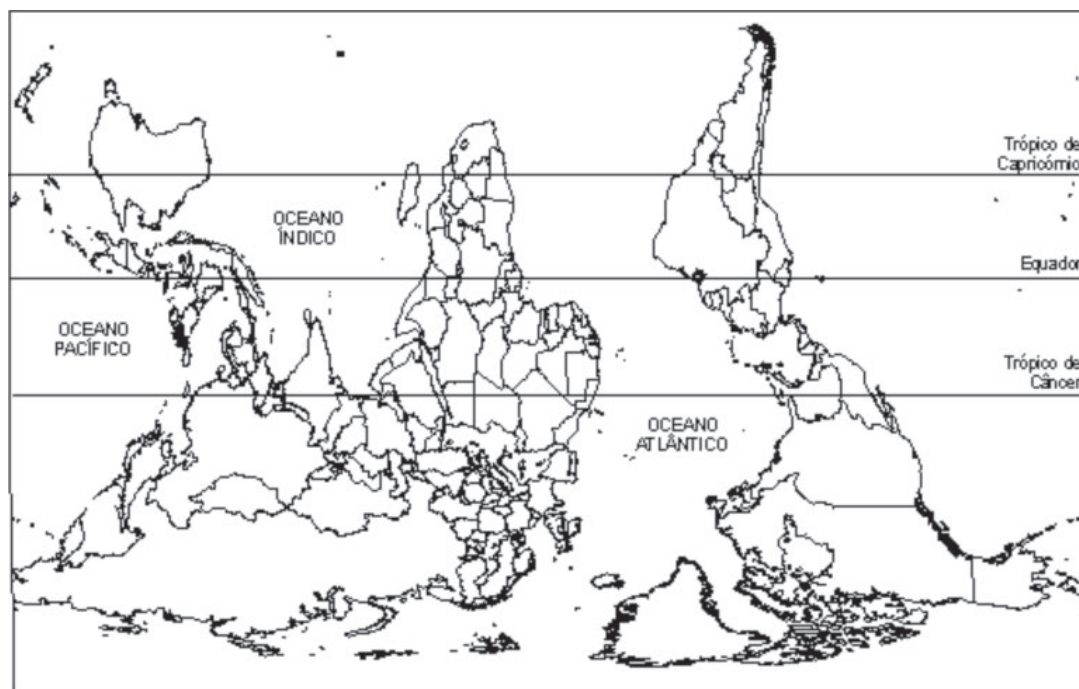 Trópico de
Capricórnio
OCEANO
ÍNDICO
Equador
OCEANO
PACÍFICO
Trópico de
Câncer
OCEANO
ATLÂNTICO